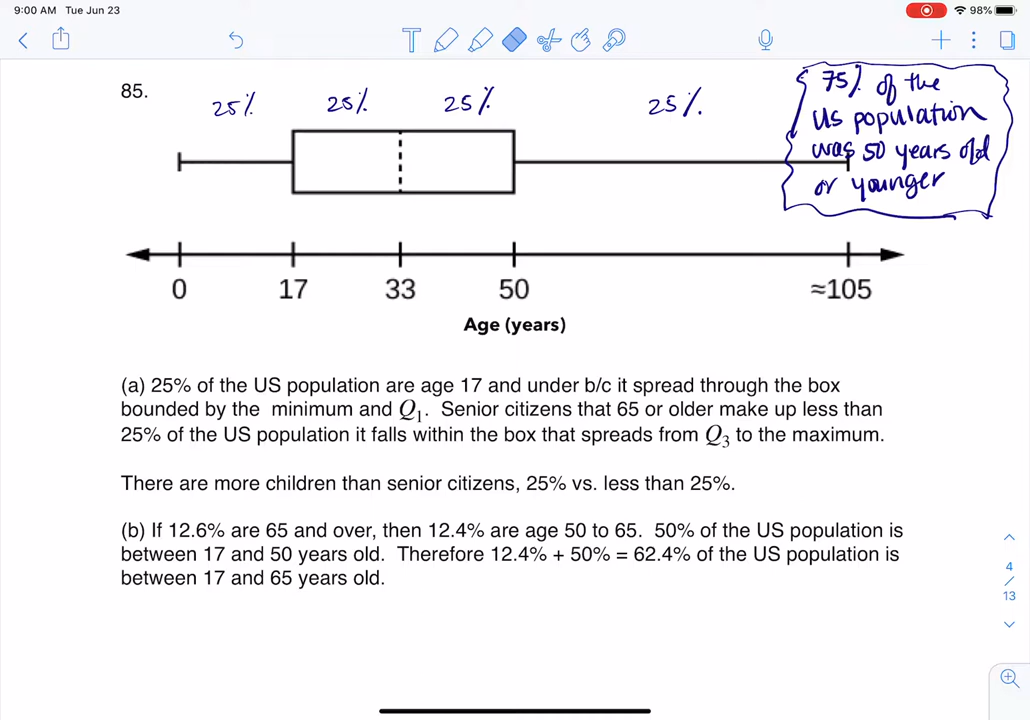 9:00 AM Tue Jun 23
98%
85.
25%
25%
25%
25%
75% of the
US population
was 50 years old
or younger
0
17
33
50
≈105
Age (years)
(a) 25% of the US population are age 17 and under b/c it spread through the box
bounded by the minimum and Q₁. Senior citizens that 65 or older make up less than
25% of the US population it falls within the box that spreads from Q₃ to the maximum.
There are more children than senior citizens, 25% vs. less than 25%.
(b) If 12.6% are 65 and over, then 12.4% are age 50 to 65. 50% of the US population is
between 17 and 50 years old. Therefore 12.4% + 50% = 62.4% of the US population is
between 17 and 65 years old.
4
/
13